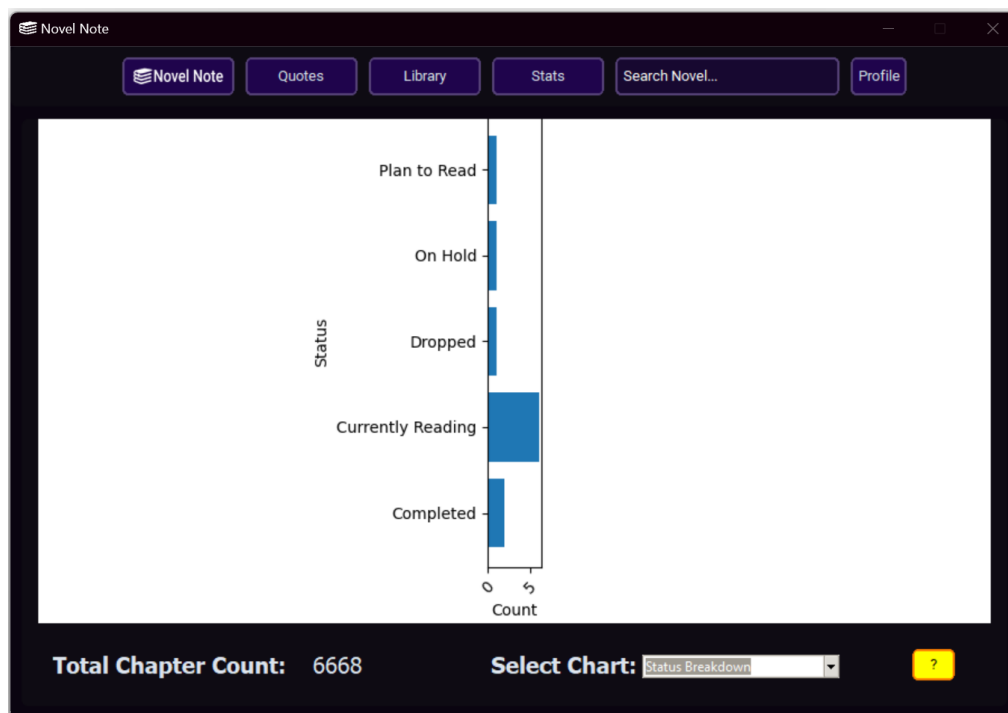 Novel Note
Novel Note Quotes Library Stats Search Novel... Profile
Plan to Read
On Hold
Dropped
Currently Reading
Completed
Status
0 5
Count
Total Chapter Count: 6668 Select Chart: Status Breakdown ?